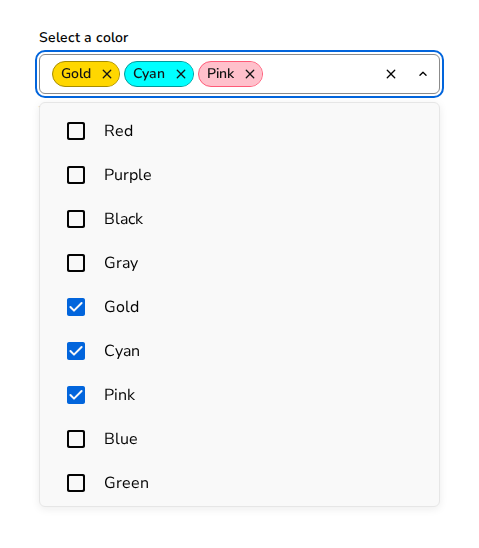 Select a color
Gold Cyan Pink
Red
Purple
Black
Gray
Gold
Cyan
Pink
Blue
Green